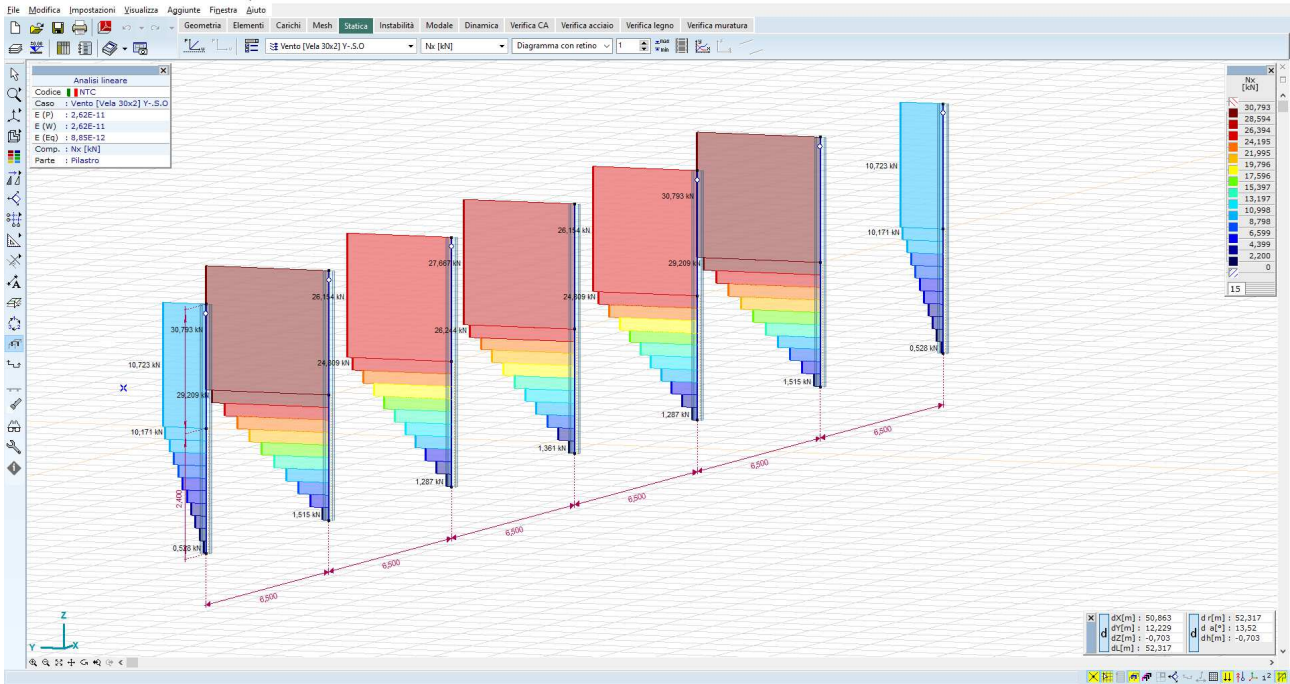 File Modifica Impostazioni Visualizza Aggiunte Finestra Aiuto
Geometria Elementi Carichi Mesh Statica Instabilità Modale Dinamica Verifica CA Verifica acciaio Verifica legno Verifica muratura
Vento [Vela 30x2] Y-.S.O Nx [kN] Diagramma con retino 1
Analisi lineare
Codice NTC
Caso : Vento [Vela 30x2] Y-.S.O
E (P) : 2,62E-11
E (W) : 2,62E-11
E (Eq) : 8,85E-12
Comp. : Nx [kN]
Parte : Pilastro
Nx
[kN]
30,793
28,594
26,394
24,195
21,995
19,796
17,596
15,397
13,197
10,998
8,798
6,599
4,399
2,200
0
15
10,723 kN
30,793 kN
10,171 kN
26,154 kN
29,209 kN
26,154 kN
27,667 kN
24,809 kN
10,171 kN
30,793 kN
26,244 kN
0,528 kN
10,723 kN
24,809 kN
1,515 kN
29,209 kN
1,287 kN
10,171 kN
6,500
1,361 kN
6,500
1,287 kN
2,400
6,500
1,515 kN
6,500
0,528 kN
6,500
6,500
Z
Y X
dX[m] : 50,863
dY[m] : 12,229
dZ[m] : -0,703
dL[m] : 52,317
d
d r[m] : 52,317
d a[°] : 13,52
dh[m] : -0,703
d